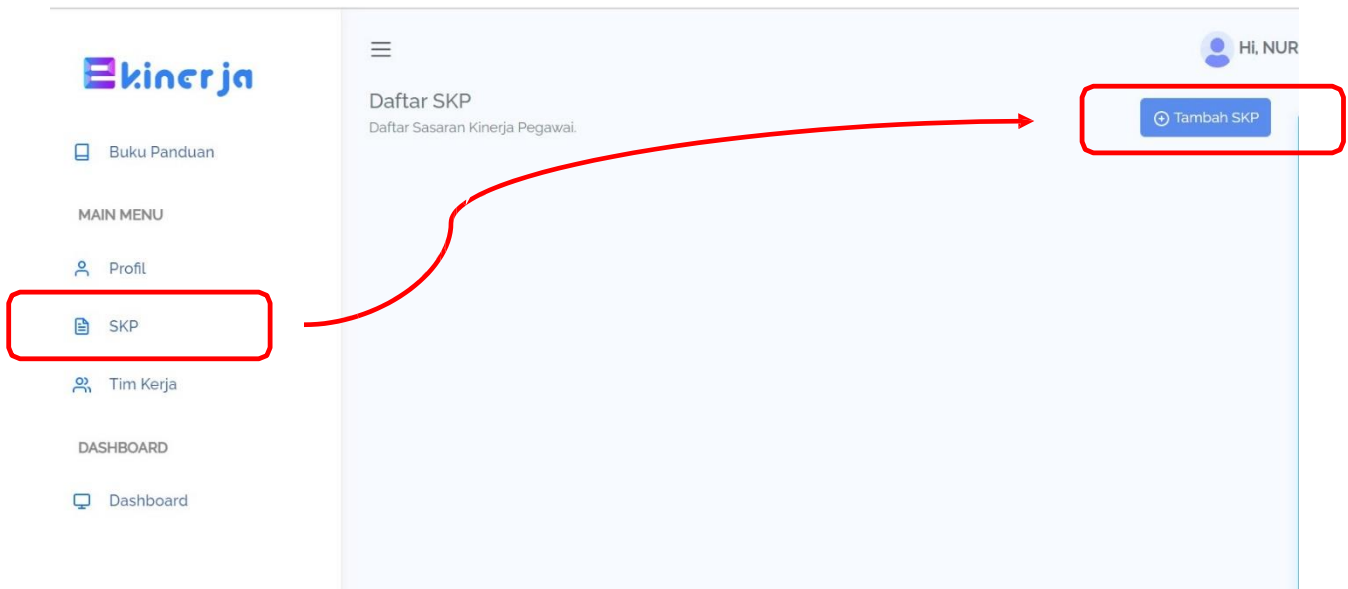 Ekinerja
Buku Panduan
MAIN MENU
Profil
SKP
Tim Kerja
DASHBOARD
Dashboard
Hi, NUR
Daftar SKP
Daftar Sasaran Kinerja Pegawai.
Tambah SKP